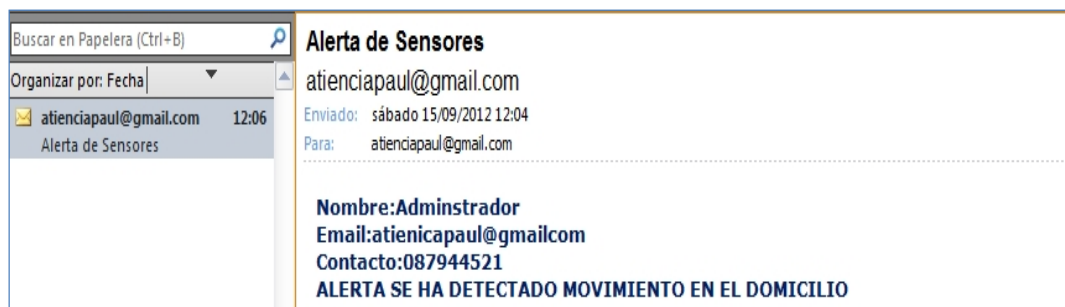 Buscar en Papelera (Ctrl+B)
Organizar por: Fecha
atienciapaul@gmail.com 12:06
Alerta de Sensores
Alerta de Sensores
atienciapaul@gmail.com
Enviado: sábado 15/09/2012 12:04
Para: atienciapaul@gmail.com
Nombre:Adminstrador
Email:atienicapaul@gmailcom
Contacto:087944521
ALERTA SE HA DETECTADO MOVIMIENTO EN EL DOMICILIO